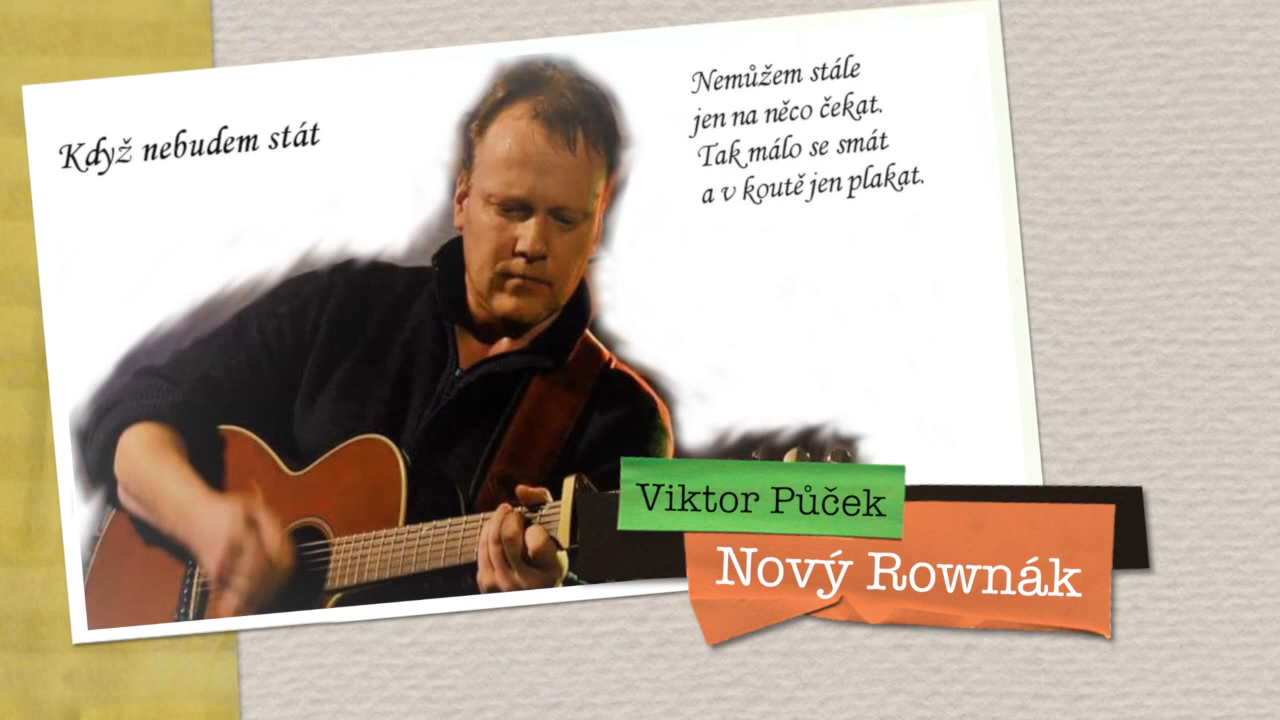 Když nebudem stát
Nemůžem stále
jen na něco čekat.
Tak málo se smát
a v koutě jen plakat.
Viktor Půček
Nový Rownák